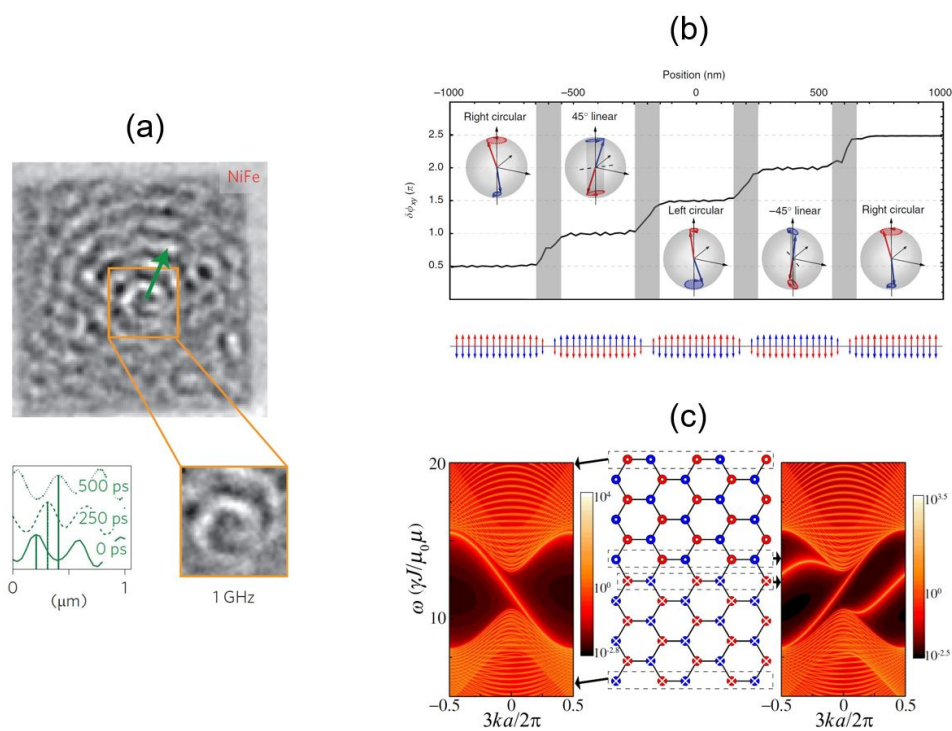 (a)
NiFe
500 ps
250 ps
0 ps
0
1
(μm)
1 GHz
(b)
Position (nm)
−1000
−500
0
500
1000
2.5
2.0
1.5
1.0
0.5
δϕxy (π)
Right circular
45° linear
Left circular
−45° linear
Right circular
(c)
20
10
ω (γJ/μ₀μ)
10⁴
10⁰
10⁻²·⁸
−0.5
0
0.5
3ka/2π
10³·⁵
10⁰
10⁻²·⁵
−0.5
0
0.5
3ka/2π